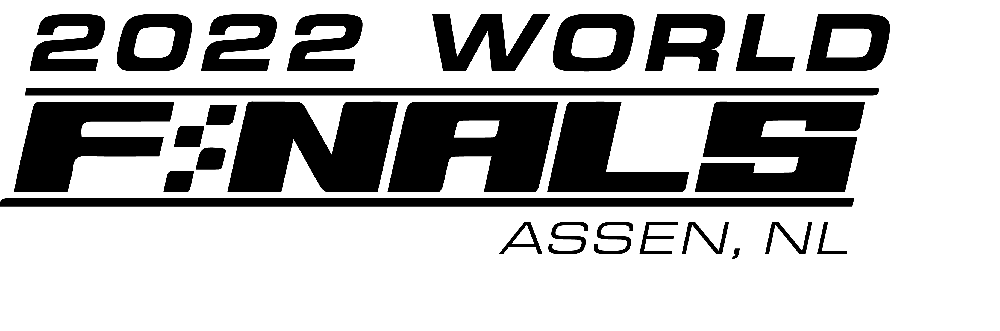 2022 WORLD
FINALS
ASSEN, NL